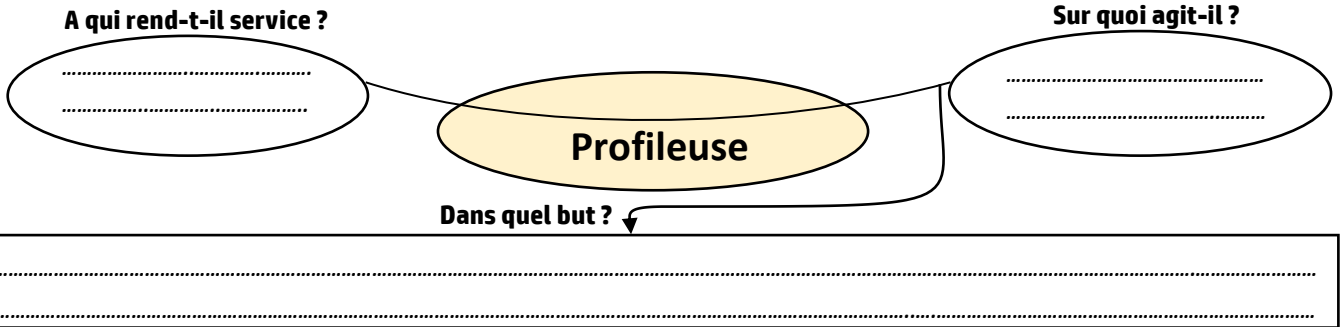 A qui rend-t-il service ?
Sur quoi agit-il ?
Profileuse
Dans quel but ?